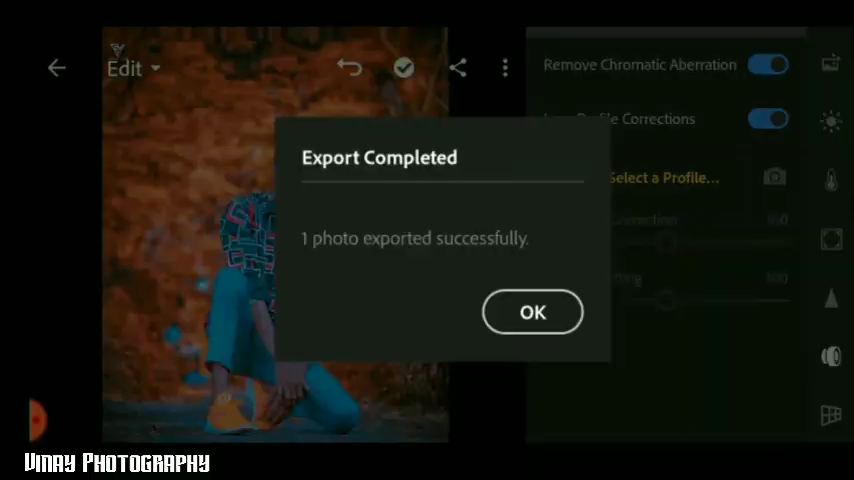 Edit
Remove Chromatic Aberration
Profile Corrections
Export Completed
Select a Profile...
1 photo exported successfully.
OK
Vinay Photography